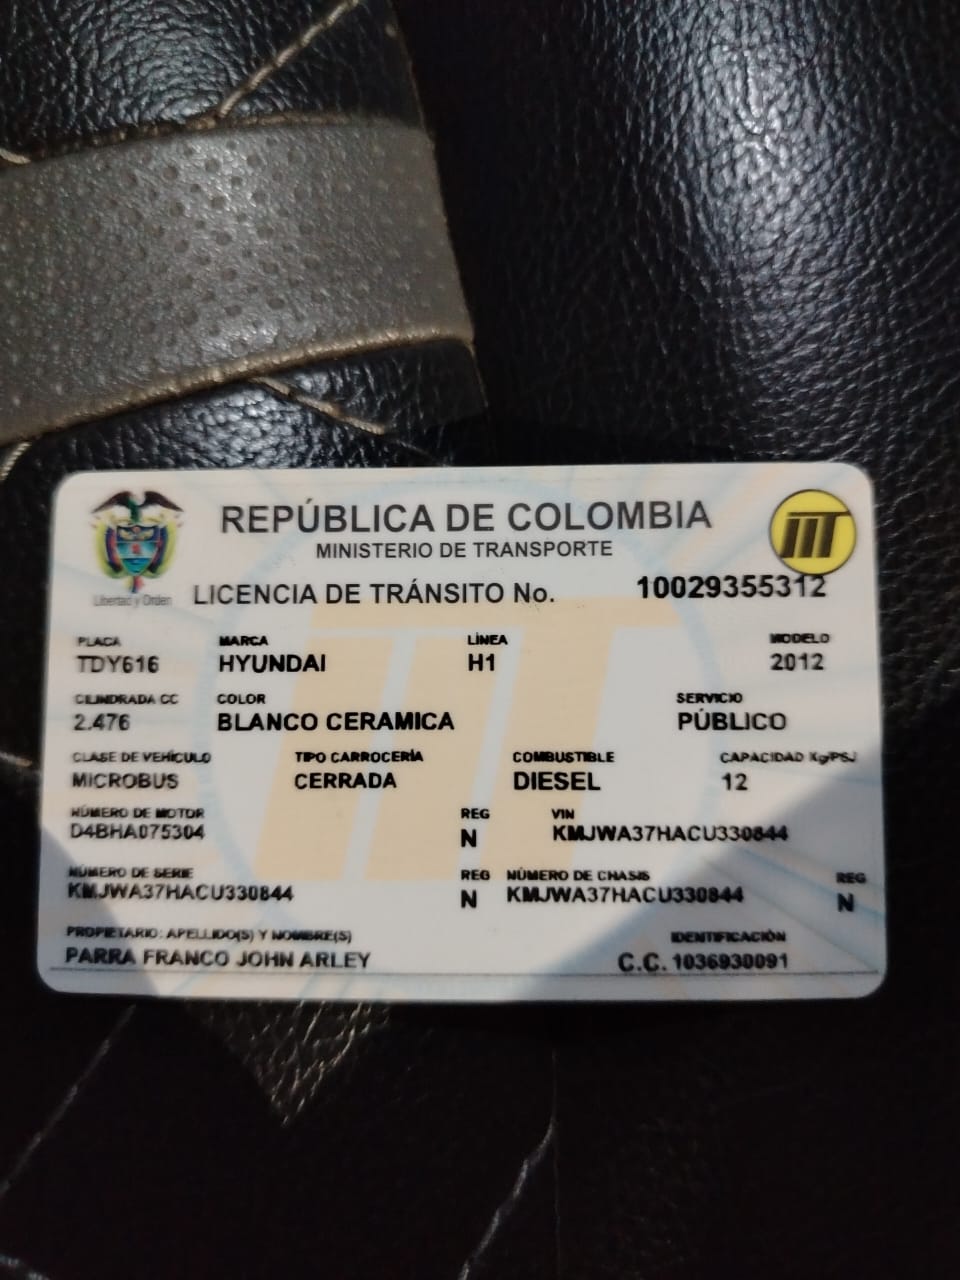 REPÚBLICA DE COLOMBIA
MINISTERIO DE TRANSPORTE
Libertad y Orden
LICENCIA DE TRÁNSITO No. 10029355312
PLACA MARCA LÍNEA MODELO
TDY616 HYUNDAI H1 2012
CILINDRADA CC COLOR SERVICIO
2.476 BLANCO CERAMICA PÚBLICO
CLASE DE VEHÍCULO TIPO CARROCERÍA COMBUSTIBLE CAPACIDAD Kg/PSJ
MICROBUS CERRADA DIESEL 12
NÚMERO DE MOTOR REG VIN
D4BHA075304 N KMJWA37HACU330844
NÚMERO DE SERIE REG NÚMERO DE CHASIS REG
KMJWA37HACU330844 N KMJWA37HACU330844 N
PROPIETARIO: APELLIDO(S) Y NOMBRE(S) IDENTIFICACIÓN
PARRA FRANCO JOHN ARLEY C.C. 1036930091